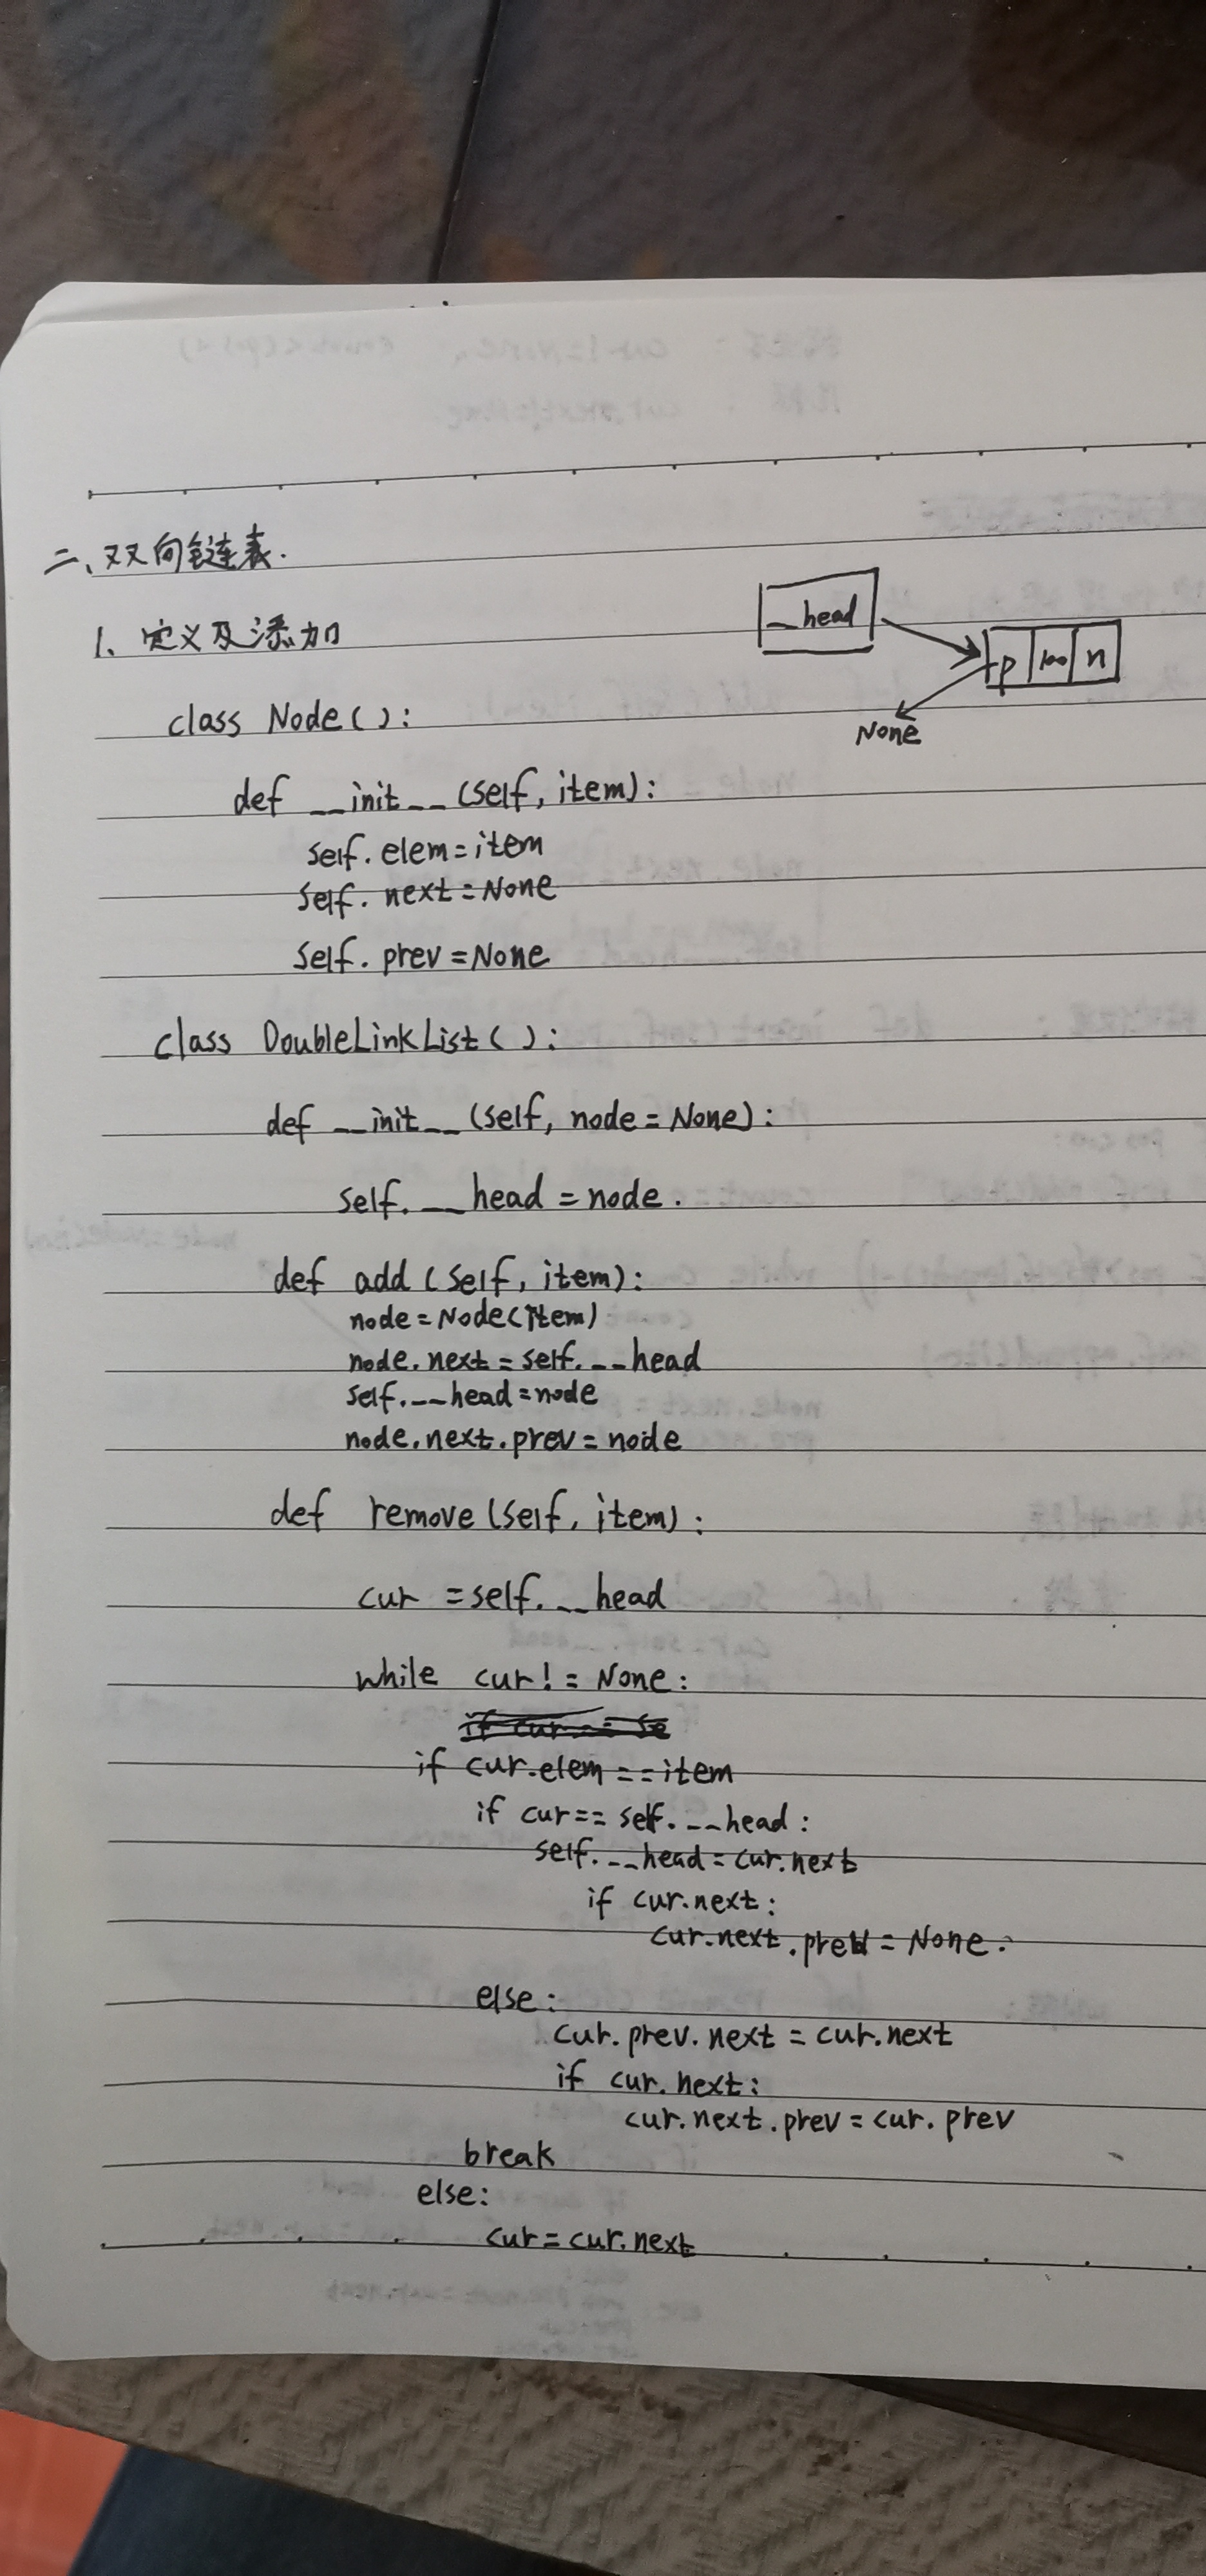 二、双向链表.
1、定义及添加
__head
p 100 n
None
class Node():
def __init__(self, item):
self.elem=item
self.next=None
self.prev=None
class DoubleLinkList():
def __init__(self, node=None):
self.__head=node.
def add(self, item):
node=Node(item)
node.next=self.__head
self.__head=node
node.next.prev=node
def remove(self, item):
cur =self.__head
while cur!=None:
if cur.elem==item
if cur==self.__head:
self.__head=cur.next
if cur.next:
cur.next.prev=None.
else:
cur.prev.next=cur.next
if cur.next:
cur.next.prev=cur.prev
break
else:
cur=cur.next